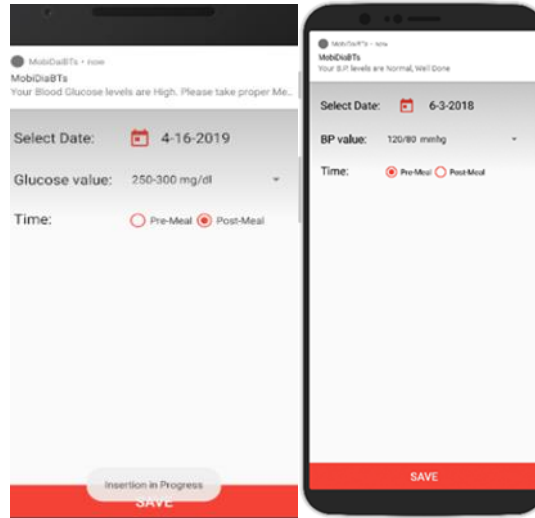 MobiDiaBTs • now
MobiDiaBTs
Your Blood Glucose levels are High. Please take proper Me..
Select Date: 4-16-2019
Glucose value: 250-300 mg/dl
Time: Pre-Meal Post-Meal
Insertion in Progress
SAVE
MobiDiaBTs • now
MobiDiaBTs
Your B.P. levels are Normal, Well Done
Select Date: 6-3-2018
BP value: 120/80 mmhg
Time: Pre-Meal Post-Meal
SAVE